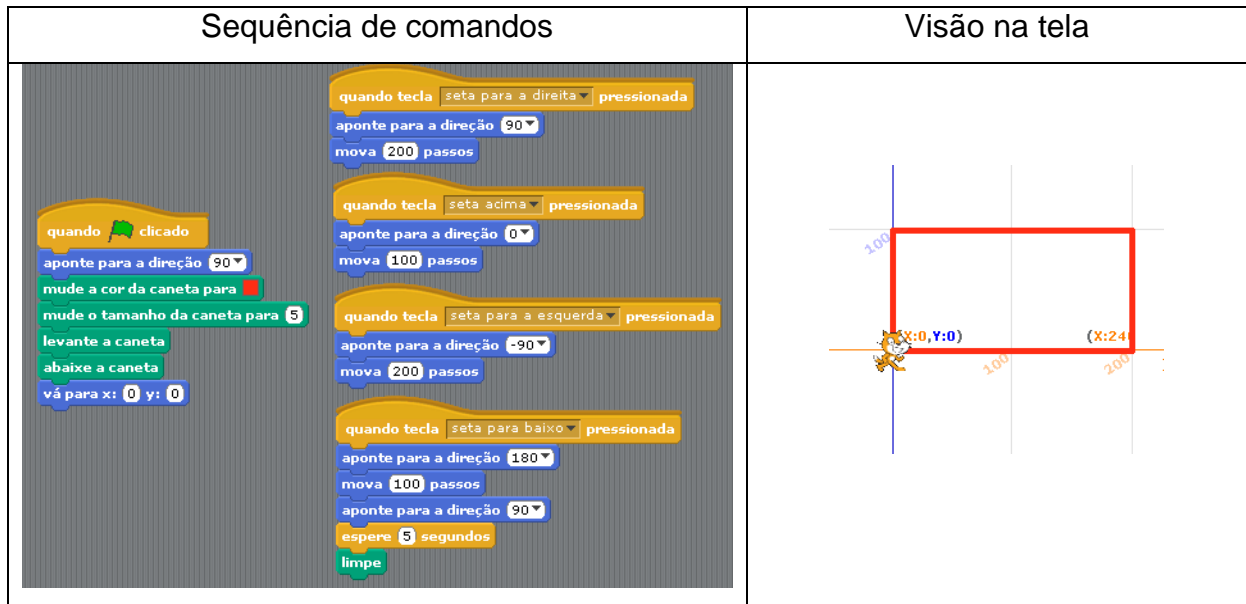 Sequência de comandos
Visão na tela
quando clicado
aponte para a direção 90
mude a cor da caneta para
mude o tamanho da caneta para 5
levante a caneta
abaixe a caneta
vá para x: 0 y: 0
quando tecla seta para a direita pressionada
aponte para a direção 90
mova 200 passos
quando tecla seta acima pressionada
aponte para a direção 0
mova 100 passos
quando tecla seta para a esquerda pressionada
aponte para a direção -90
mova 200 passos
quando tecla seta para baixo pressionada
aponte para a direção 180
mova 100 passos
aponte para a direção 90
espere 5 segundos
limpe
100
(X:0,Y:0)
(X:24
100
200